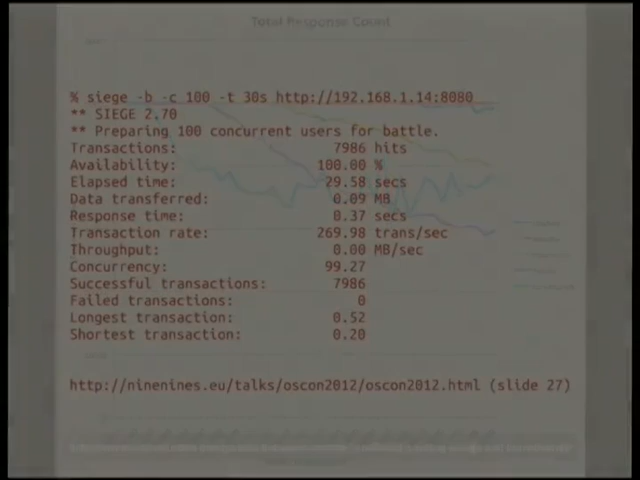 Total Response Count
% siege -b -c 100 -t 30s http://192.168.1.14:8080
** SIEGE 2.70
** Preparing 100 concurrent users for battle.
Transactions: 7986 hits
Availability: 100.00 %
Elapsed time: 29.58 secs
Data transferred: 0.09 MB
Response time: 0.37 secs
Transaction rate: 269.98 trans/sec
Throughput: 0.00 MB/sec
Concurrency: 99.27
Successful transactions: 7986
Failed transactions: 0
Longest transaction: 0.52
Shortest transaction: 0.20
http://ninenines.eu/talks/oscon2012/oscon2012.html (slide 27)